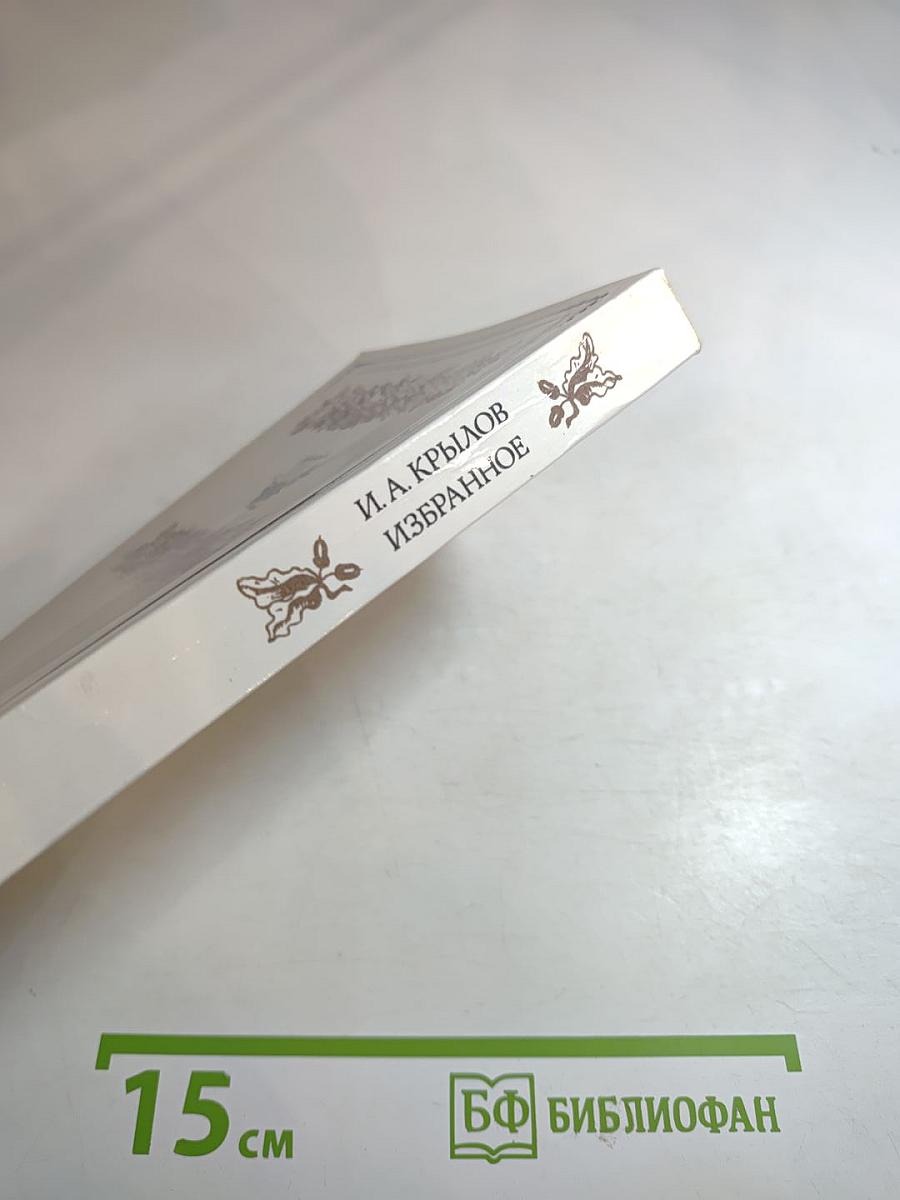 И. А. КРЫЛОВ
ИЗБРАННОЕ
15 см
БФ БИБЛИОФАН